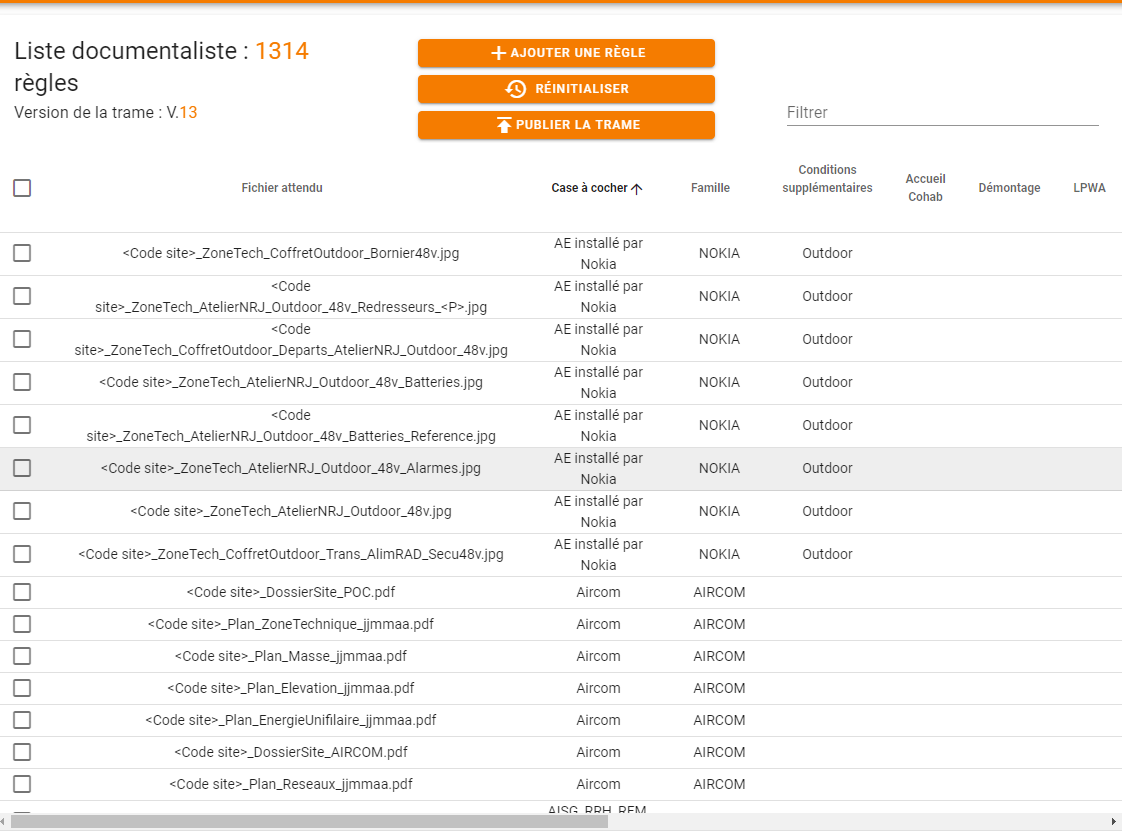 Liste documentaliste : 1314
règles
Version de la trame : V.13
AJOUTER UNE RÈGLE
RÉINITIALISER
PUBLIER LA TRAME
Filtrer
Fichier attendu
Case à cocher
Famille
Conditions
supplémentaires
Accueil
Cohab
Démontage
LPWA
<Code site>_ZoneTech_CoffretOutdoor_Bornier48v.jpg
AE installé par
Nokia
NOKIA
Outdoor
<Code
site>_ZoneTech_AtelierNRJ_Outdoor_48v_Redresseurs_<P>.jpg
AE installé par
Nokia
NOKIA
Outdoor
<Code
site>_ZoneTech_CoffretOutdoor_Departs_AtelierNRJ_Outdoor_48v.jpg
AE installé par
Nokia
NOKIA
Outdoor
<Code site>_ZoneTech_AtelierNRJ_Outdoor_48v_Batteries.jpg
AE installé par
Nokia
NOKIA
Outdoor
<Code
site>_ZoneTech_AtelierNRJ_Outdoor_48v_Batteries_Reference.jpg
AE installé par
Nokia
NOKIA
Outdoor
<Code site>_ZoneTech_AtelierNRJ_Outdoor_48v_Alarmes.jpg
AE installé par
Nokia
NOKIA
Outdoor
<Code site>_ZoneTech_AtelierNRJ_Outdoor_48v.jpg
AE installé par
Nokia
NOKIA
Outdoor
<Code site>_ZoneTech_CoffretOutdoor_Trans_AlimRAD_Secu48v.jpg
AE installé par
Nokia
NOKIA
Outdoor
<Code site>_DossierSite_POC.pdf
Aircom
AIRCOM
<Code site>_Plan_ZoneTechnique_jjmmaa.pdf
Aircom
AIRCOM
<Code site>_Plan_Masse_jjmmaa.pdf
Aircom
AIRCOM
<Code site>_Plan_Elevation_jjmmaa.pdf
Aircom
AIRCOM
<Code site>_Plan_EnergieUnifilaire_jjmmaa.pdf
Aircom
AIRCOM
<Code site>_DossierSite_AIRCOM.pdf
Aircom
AIRCOM
<Code site>_Plan_Reseaux_jjmmaa.pdf
Aircom
AIRCOM